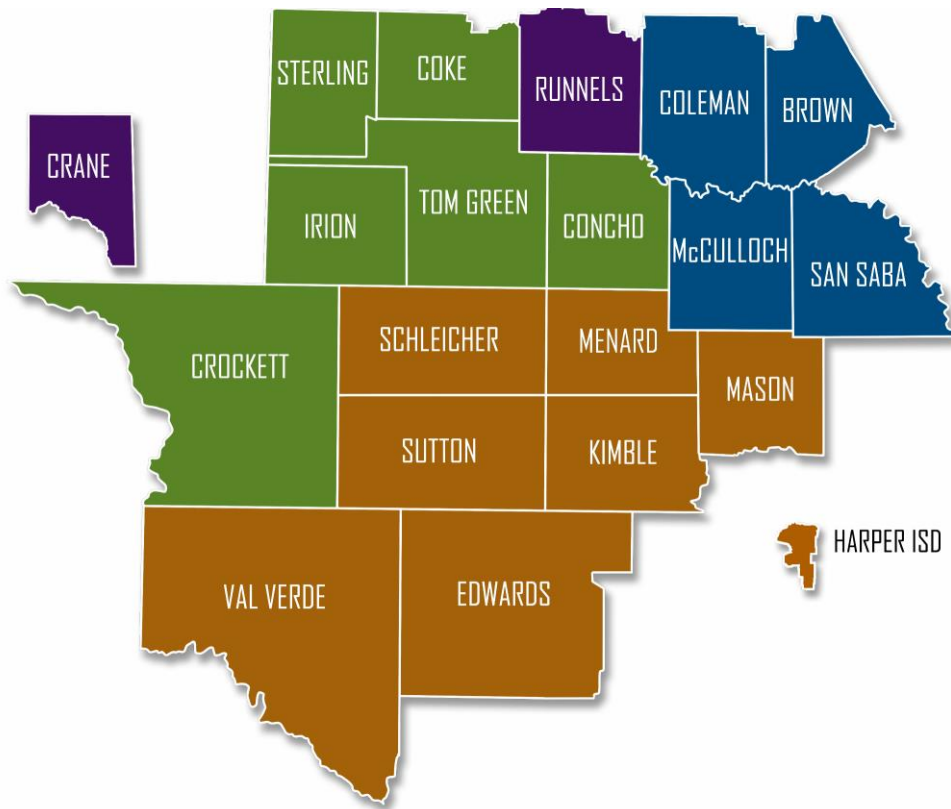 STERLING
COKE
RUNNELS
COLEMAN
BROWN
CRANE
IRION
TOM GREEN
CONCHO
McCULLOCH
SAN SABA
CROCKETT
SCHLEICHER
MENARD
MASON
SUTTON
KIMBLE
HARPER ISD
VAL VERDE
EDWARDS